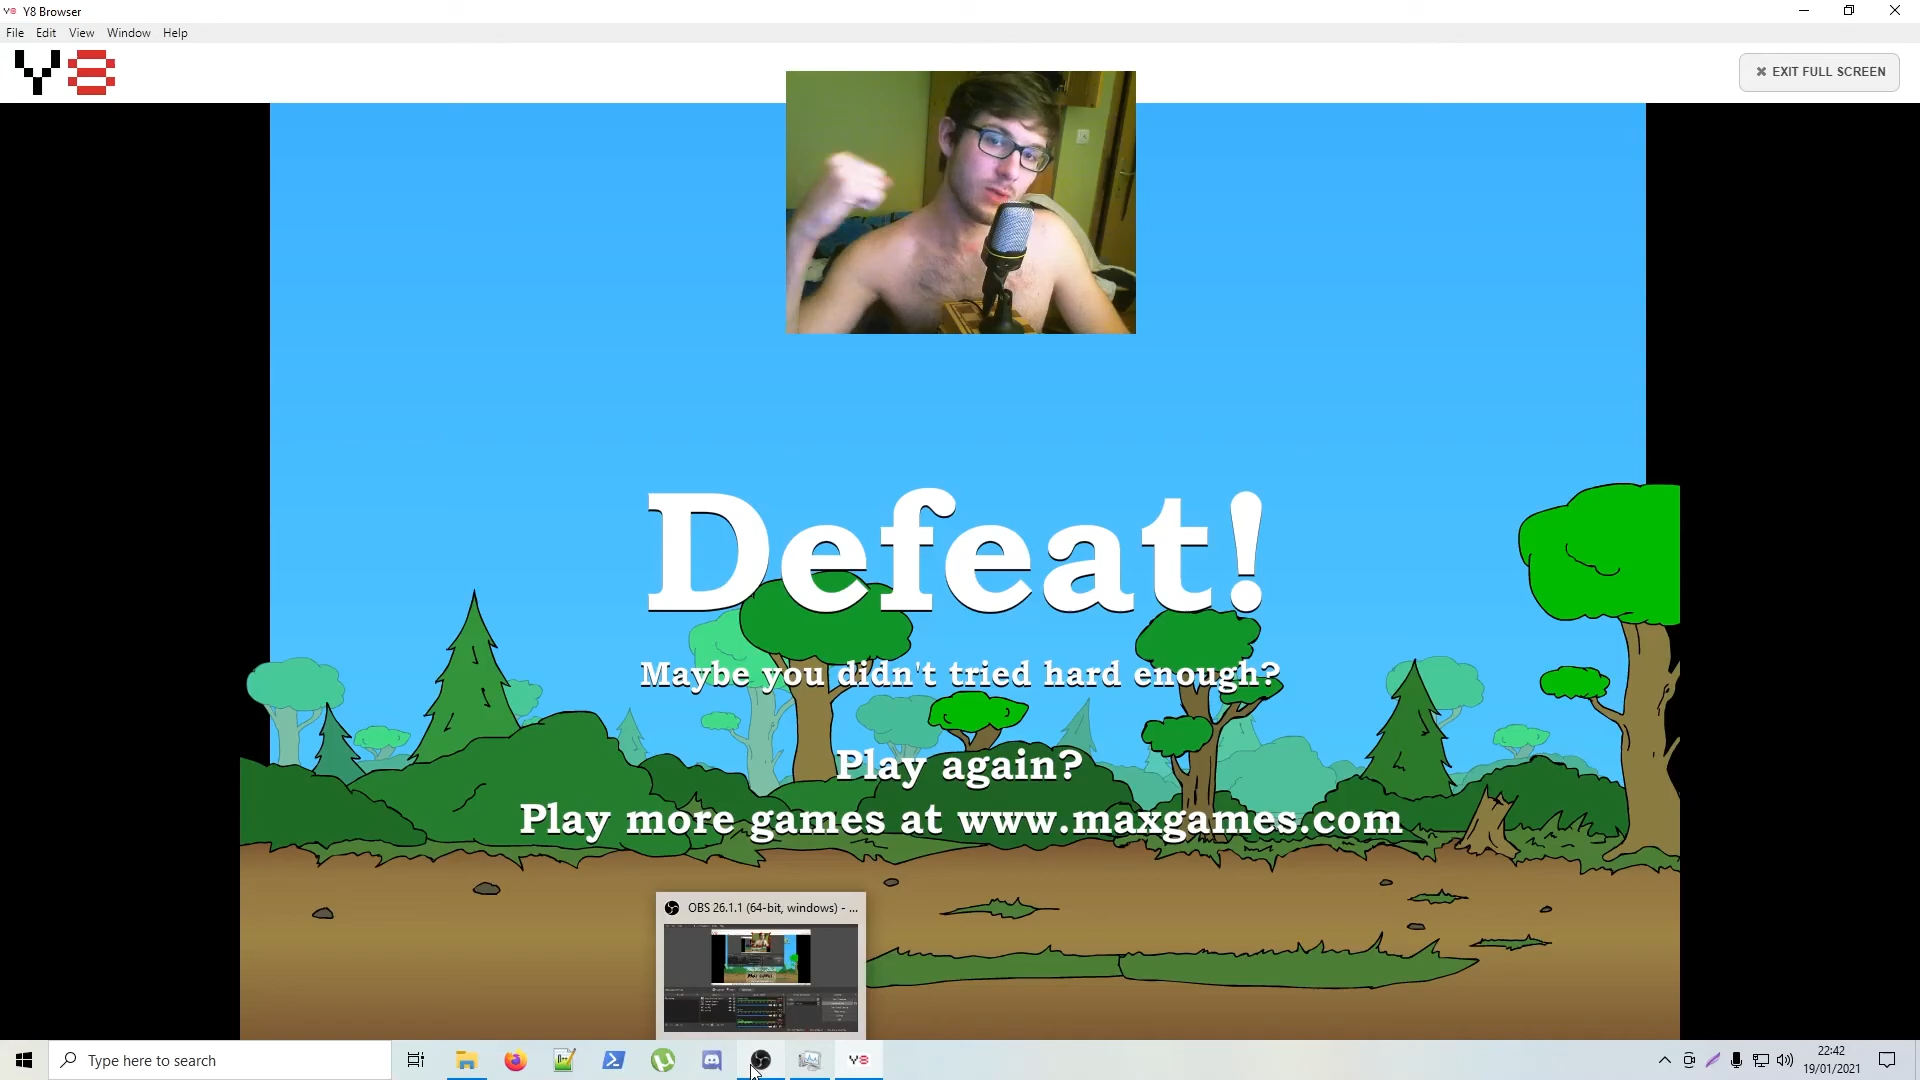 Y8 Browser
File Edit View Window Help
Y8
✖ EXIT FULL SCREEN
Defeat!
Maybe you didn't tried hard enough?
Play again?
Play more games at www.maxgames.com
OBS 26.1.1 (64-bit, windows) - ...
Type here to search
Y8
22:42
19/01/2021